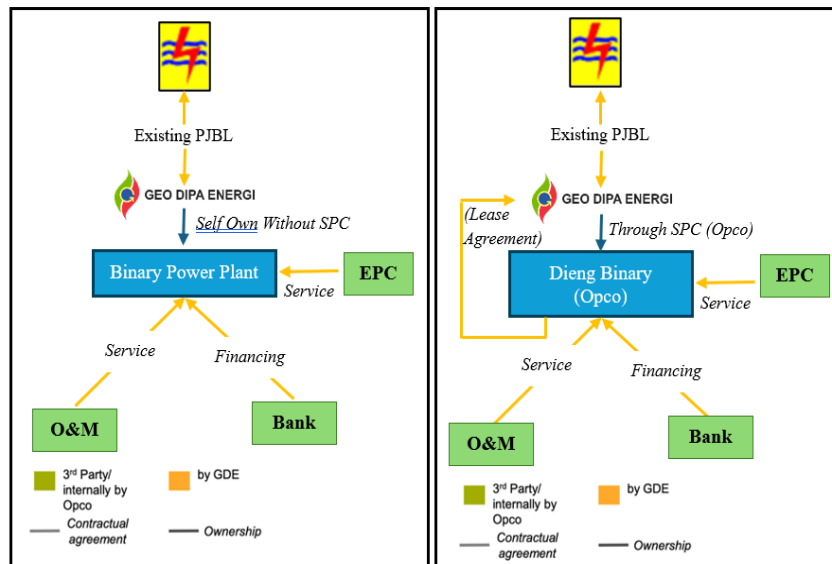 Existing PJBL
GEO DIPA ENERGI
Self Own Without SPC
Binary Power Plant
EPC
Service
Service
Financing
O&M
Bank
3rd Party/
internally by
Opco
by GDE
Contractual
agreement
Ownership
Existing PJBL
(Lease
Agreement)
GEO DIPA ENERGI
Through SPC (Opco)
Dieng Binary
(Opco)
EPC
Service
Service
Financing
O&M
Bank
3rd Party/
internally by
Opco
by GDE
Contractual
agreement
Ownership